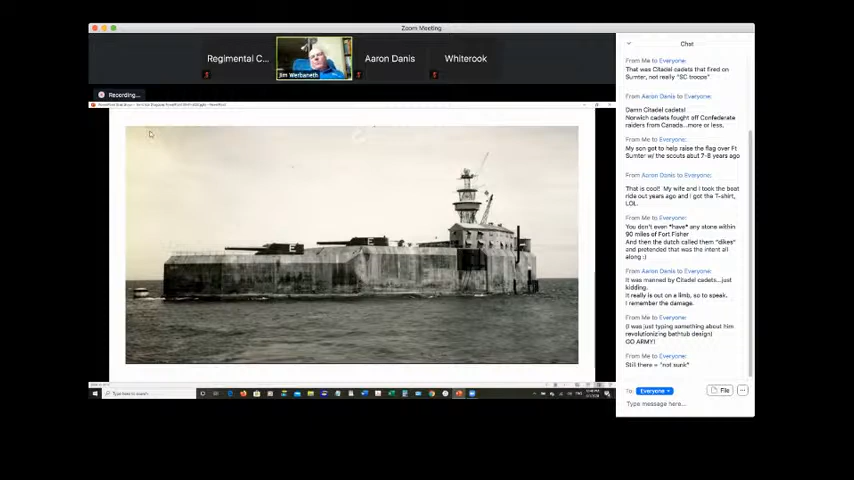 Zoom Meeting
Regimental C...
Jim Werbaneth
Aaron Danis
Whiterook
Recording...
E
E
Type here to search
Chat
From Me to Everyone:
That was Citadel cadets that fired on
Sumter, not really "SC troops"
From Aaron Danis to Everyone:
Damn Citadel cadets!
Norwich cadets fought off Confederate
raiders from Canada...more or less.
From Me to Everyone:
My son got to help raise the flag over Ft
Sumter w/ the scouts abut 7-8 years ago
From Aaron Danis to Everyone:
That is cool! My wife and I took the boat
ride out years ago and I got the T-shirt,
LOL.
From Me to Everyone:
You don't even *have* any stone within
90 miles of Fort Fisher
And then the dutch called them "dikes"
and pretended that was the intent all
along :)
From Aaron Danis to Everyone:
It was manned by Citadel cadets...just
kidding.
It really is out on a limb, so to speak.
I remember the damage.
From Me to Everyone:
(I was just typing something about him
revolutionizing bathtub design)
GO ARMY!
From Me to Everyone:
Still there = "not sunk"
To: Everyone
File
Type message here...